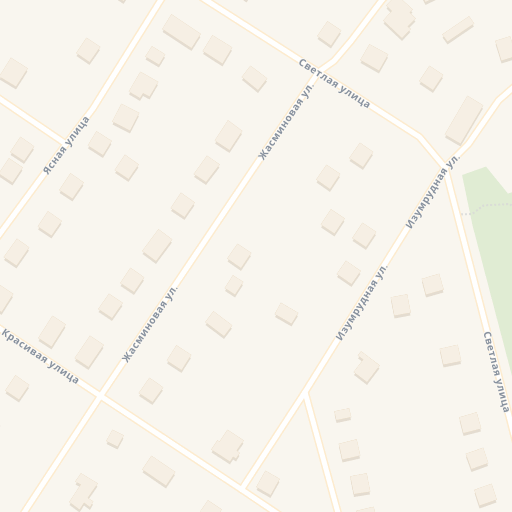 Светлая улица
Жасминовая ул.
Ясная улица
Изумрудная ул.
Изумрудная ул.
Жасминовая ул.
Красивая улица
Светлая улица